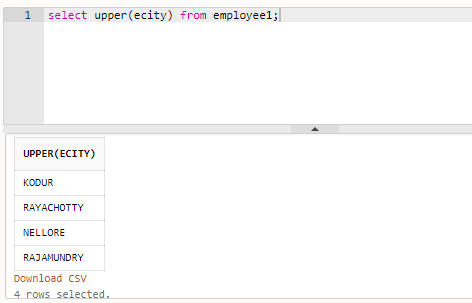 1 select upper(ecity) from employee1;
UPPER(ECITY)
KODUR
RAYACHOTTY
NELLORE
RAJAMUNDRY
Download CSV
4 rows selected.